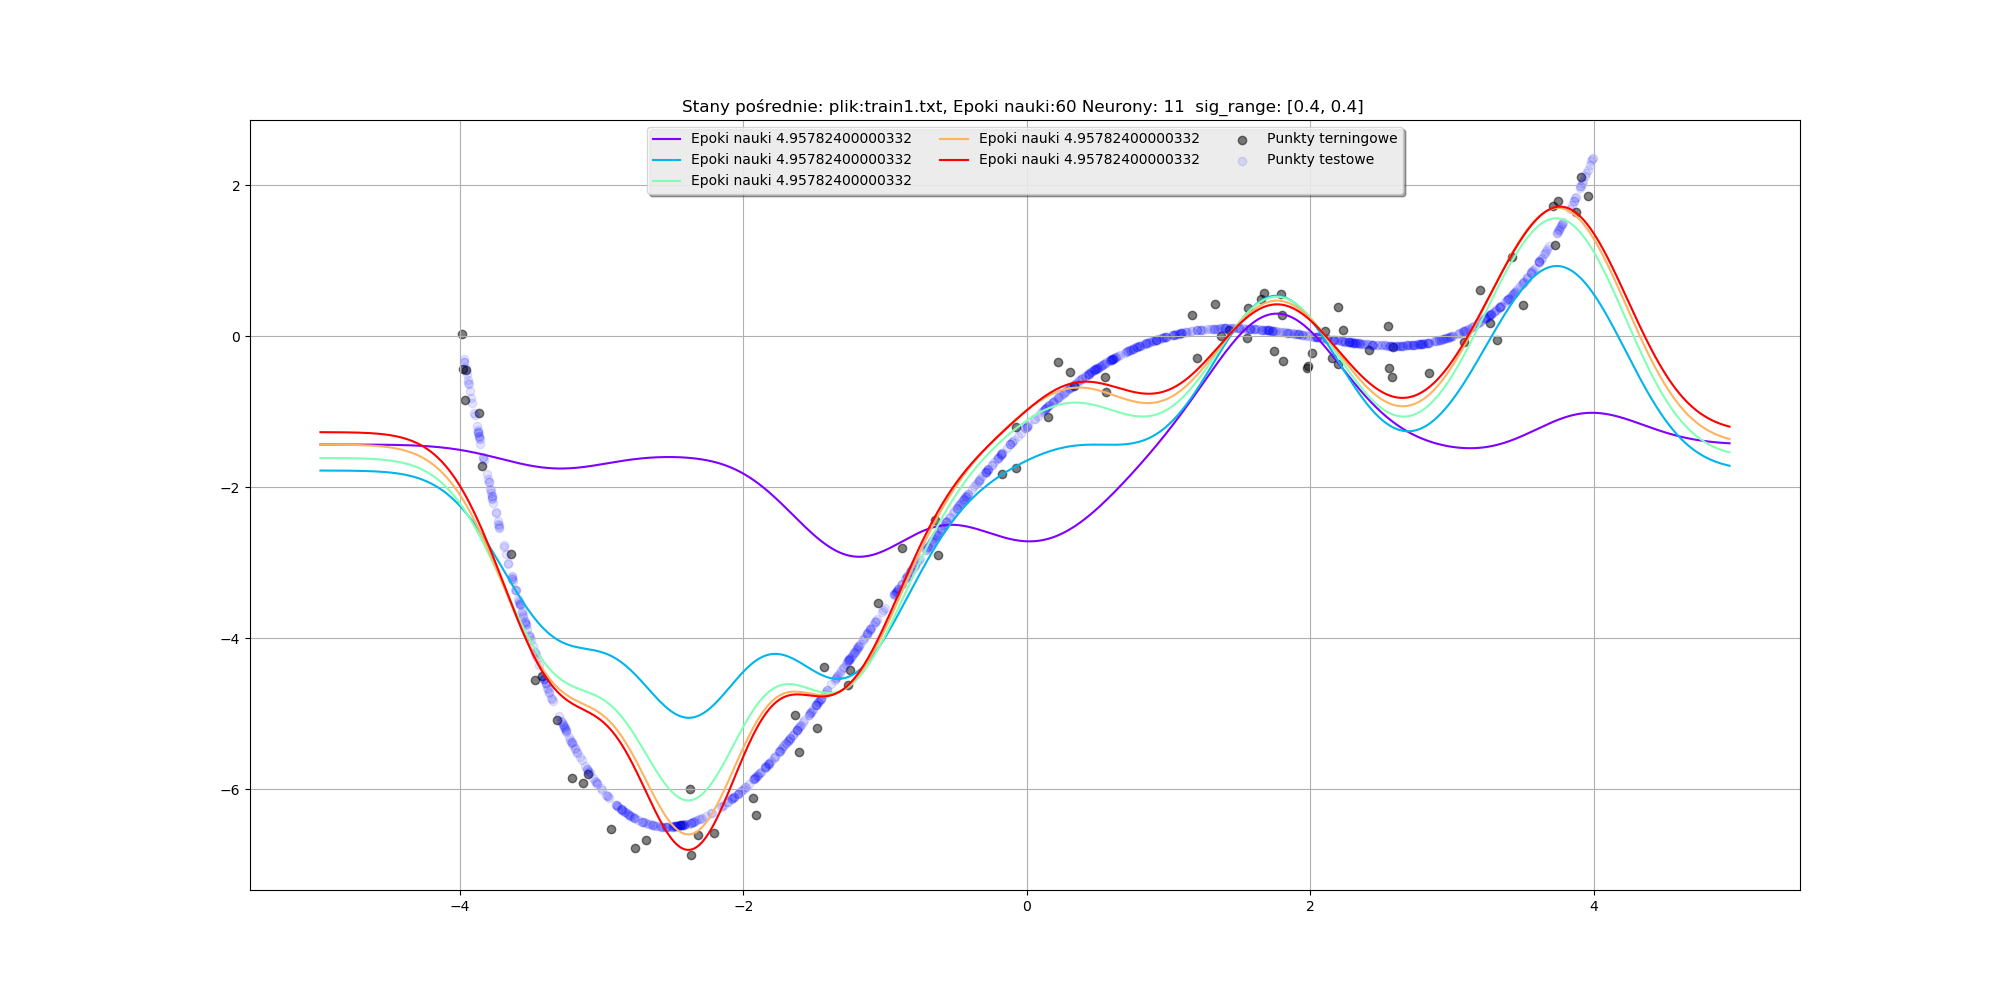 Stany pośrednie: plik:train1.txt, Epoki nauki:60 Neurony: 11  sig_range: [0.4, 0.4]
Epoki nauki 4.95782400000332
Epoki nauki 4.95782400000332
Epoki nauki 4.95782400000332
Epoki nauki 4.95782400000332
Epoki nauki 4.95782400000332
Punkty terningowe
Punkty testowe
2
0
−2
−4
−6
−4
−2
0
2
4